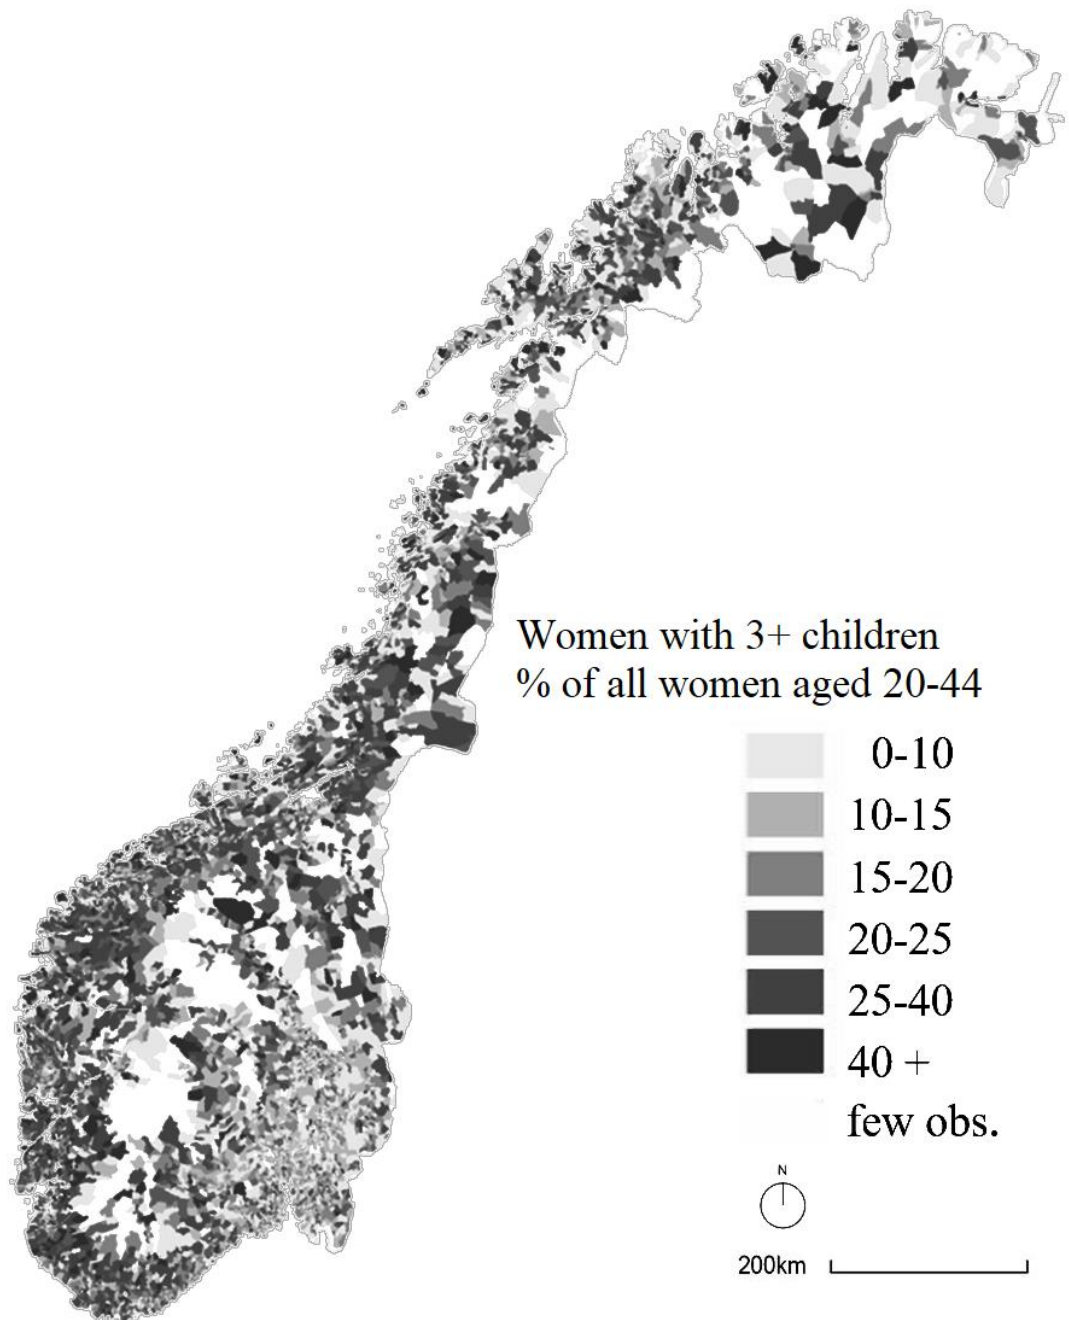 Women with 3+ children
% of all women aged 20-44
0-10
10-15
15-20
20-25
25-40
40 +
few obs.
N
200km